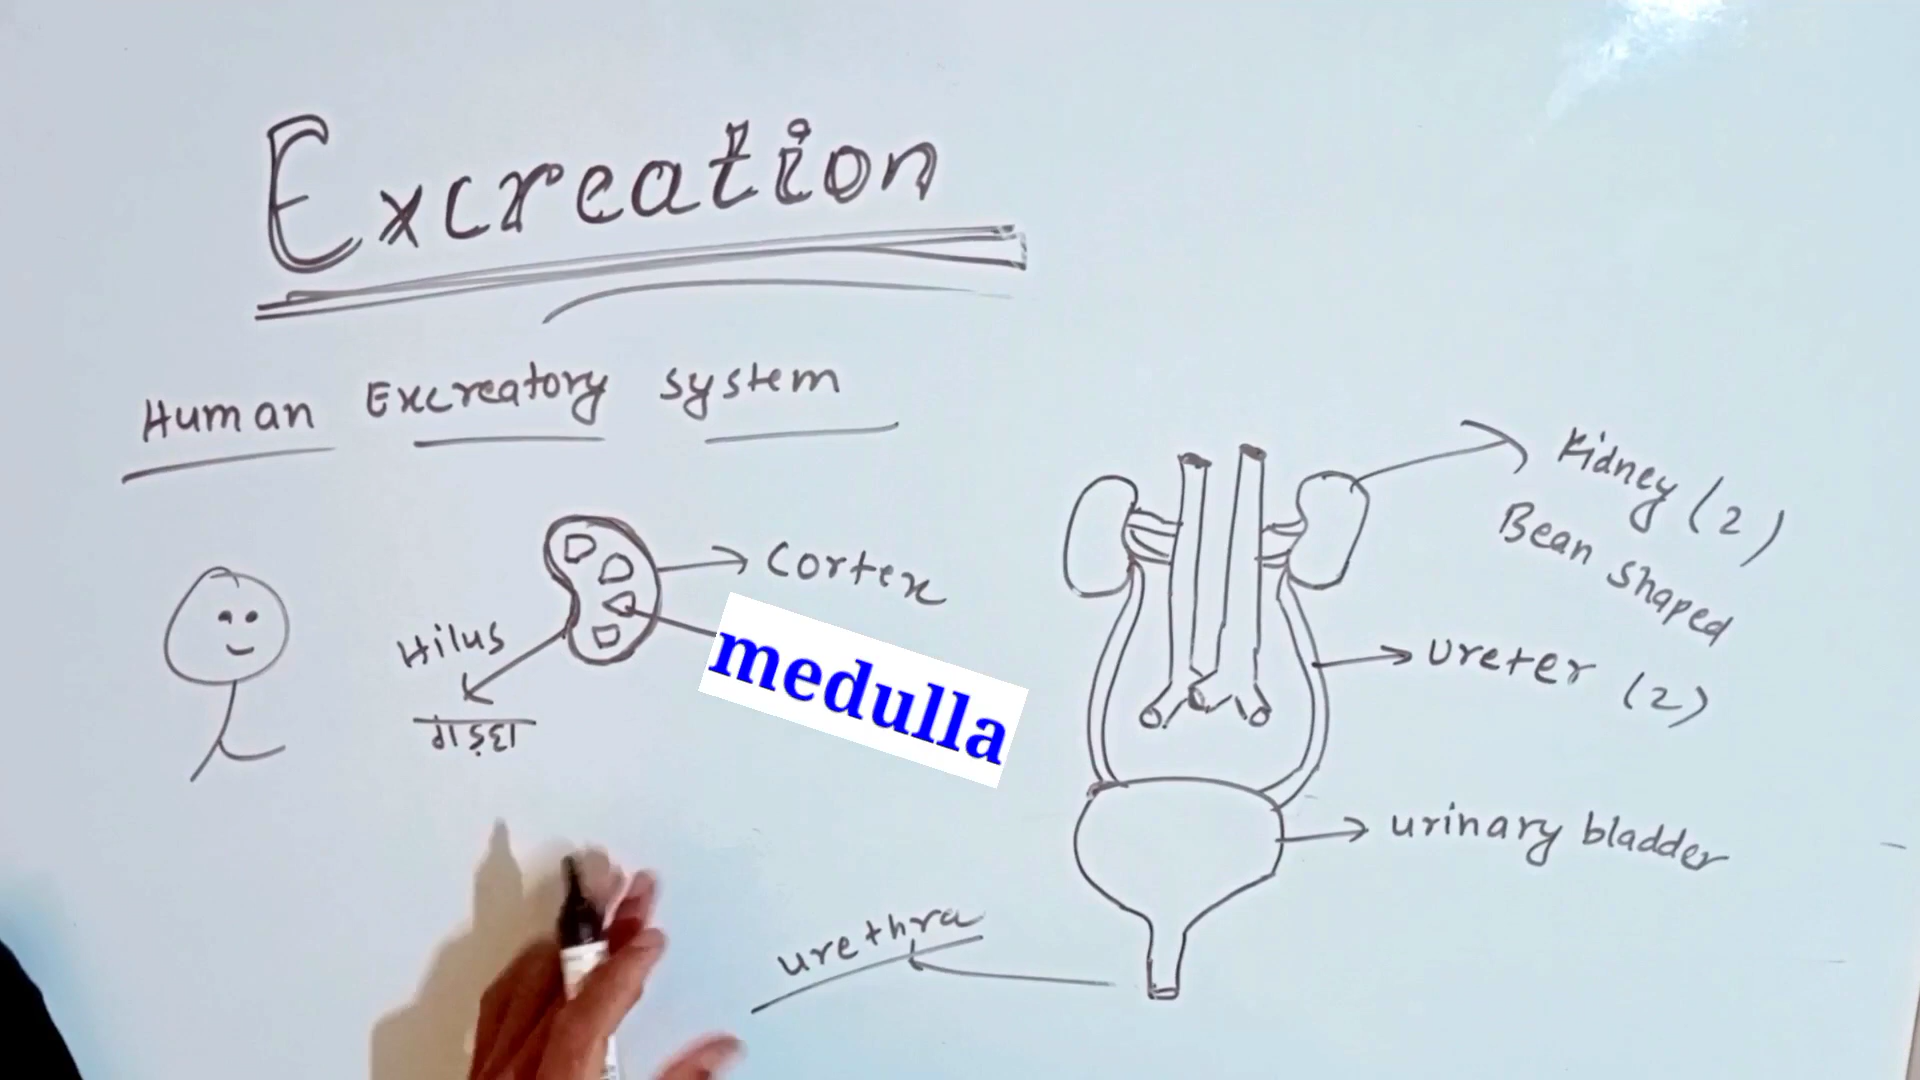 Excreation
Human Excreatory system
Cortex
Hilus
medulla
Kidney (2)
Bean shaped
ureter (2)
urinary bladder
urethra